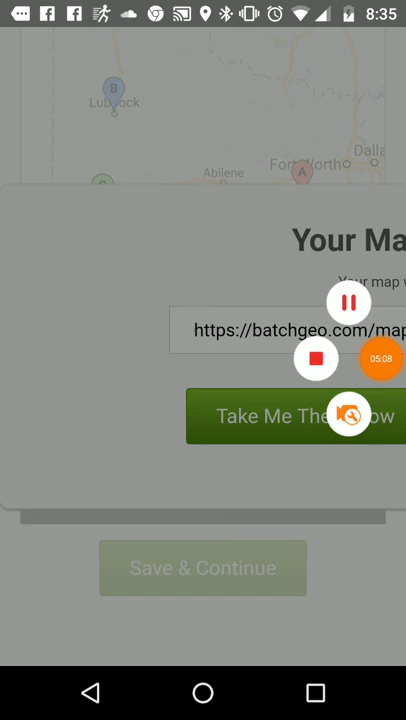 8:35
B
Lubbock
Dalla
Fort Worth
A
Abilene
Your Ma
Your map w
https://batchgeo.com/map
05:08
Take Me The ow
Save & Continue